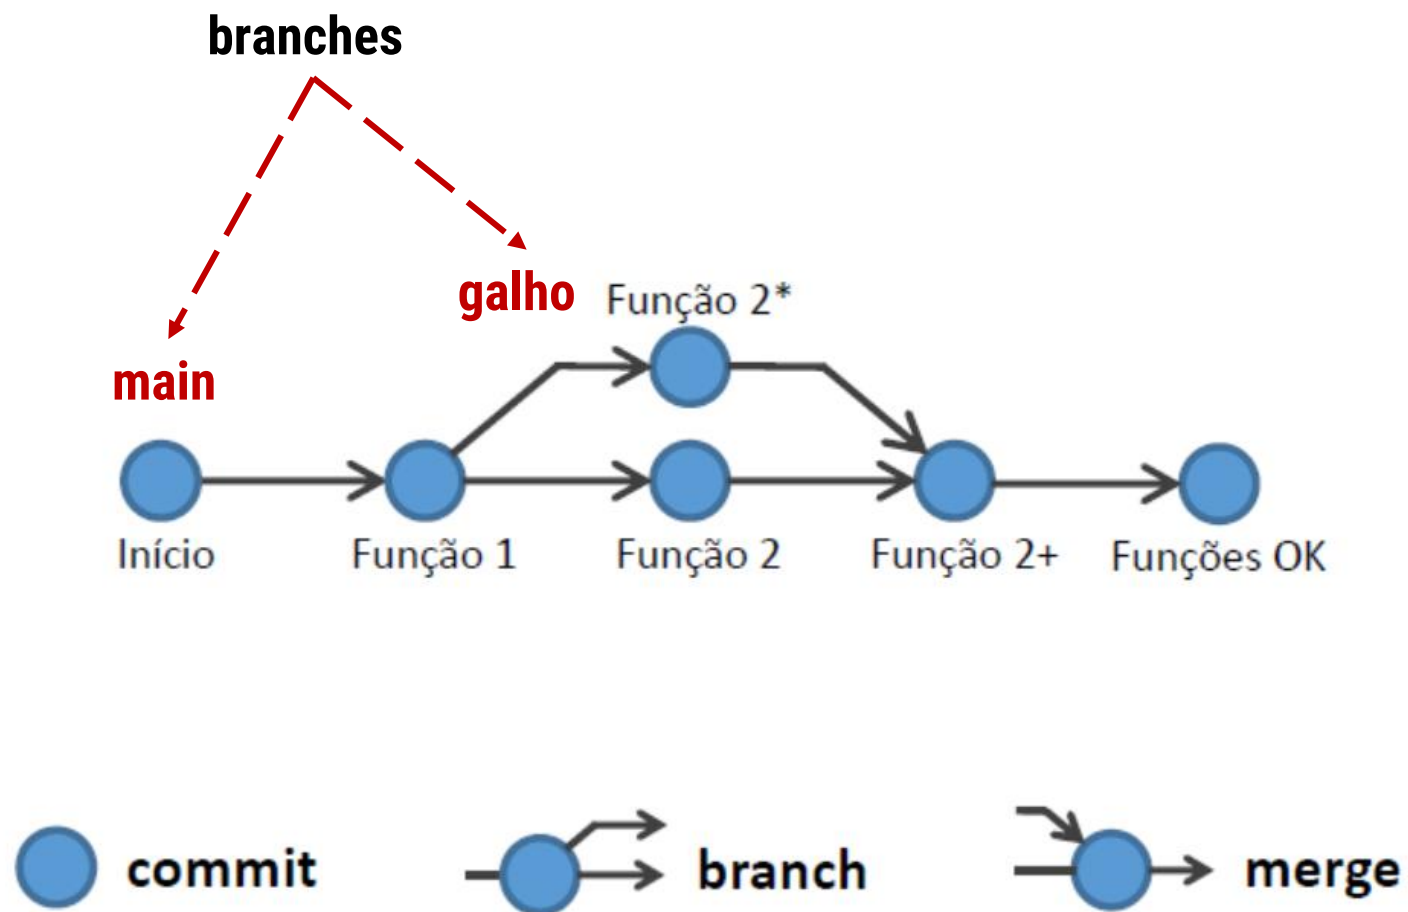 branches
galho
Função 2*
main
Início
Função 1
Função 2
Função 2+
Funções OK
commit
branch
merge